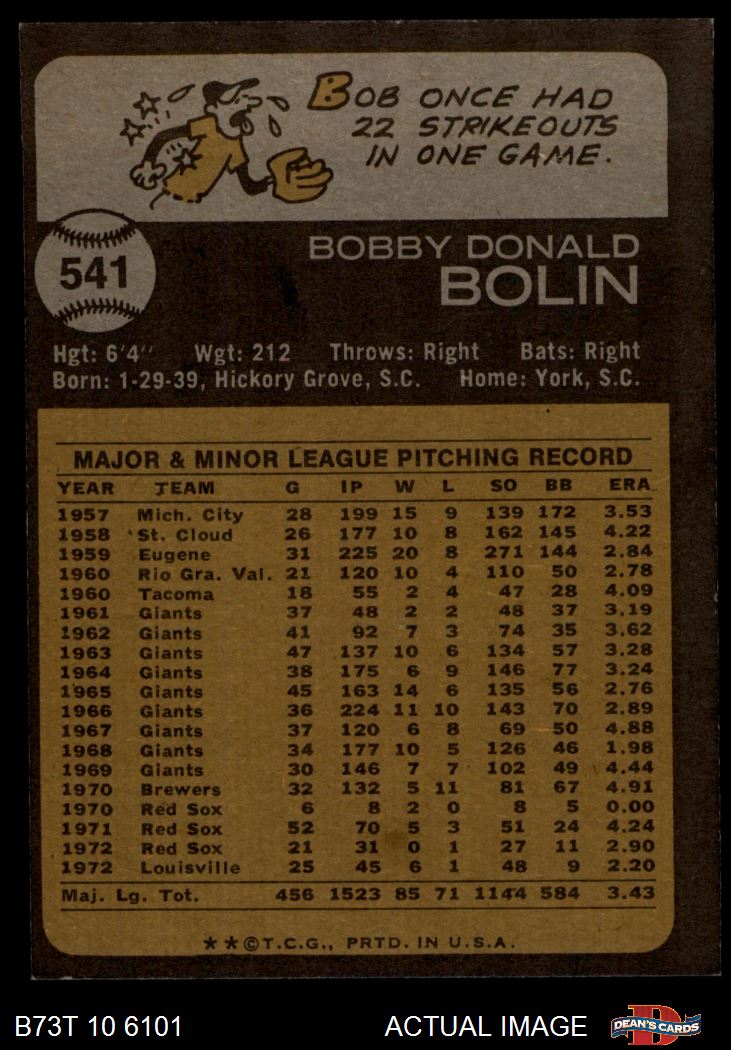 BOB ONCE HAD
22 STRIKEOUTS
IN ONE GAME.
541
BOBBY DONALD
BOLIN
Hgt: 6'4" Wgt: 212 Throws: Right Bats: Right
Born: 1-29-39, Hickory Grove, S.C. Home: York, S.C.
MAJOR & MINOR LEAGUE PITCHING RECORD
YEAR TEAM G IP W L SO BB ERA
1957 Mich. City 28 199 15 9 139 172 3.53
1958 St. Cloud 26 177 10 8 162 145 4.22
1959 Eugene 31 225 20 8 271 144 2.84
1960 Rio Gra. Val. 21 120 10 4 110 50 2.78
1960 Tacoma 18 55 2 4 47 28 4.09
1961 Giants 37 48 2 2 48 37 3.19
1962 Giants 41 92 7 3 74 35 3.62
1963 Giants 47 137 10 6 134 57 3.28
1964 Giants 38 175 6 9 146 77 3.24
1965 Giants 45 163 14 6 135 56 2.76
1966 Giants 36 224 11 10 143 70 2.89
1967 Giants 37 120 6 8 69 50 4.88
1968 Giants 34 177 10 5 126 46 1.98
1969 Giants 30 146 7 7 102 49 4.44
1970 Brewers 32 132 5 11 81 67 4.91
1970 Red Sox 6 8 2 0 8 5 0.00
1971 Red Sox 52 70 5 3 51 24 4.24
1972 Red Sox 21 31 0 1 27 11 2.90
1972 Louisville 25 45 6 1 48 9 2.20
Maj. Lg. Tot. 456 1523 85 71 1144 584 3.43
**©T.C.G., PRTD. IN U.S.A.
B73T 10 6101 ACTUAL IMAGE DEAN'S CARDS